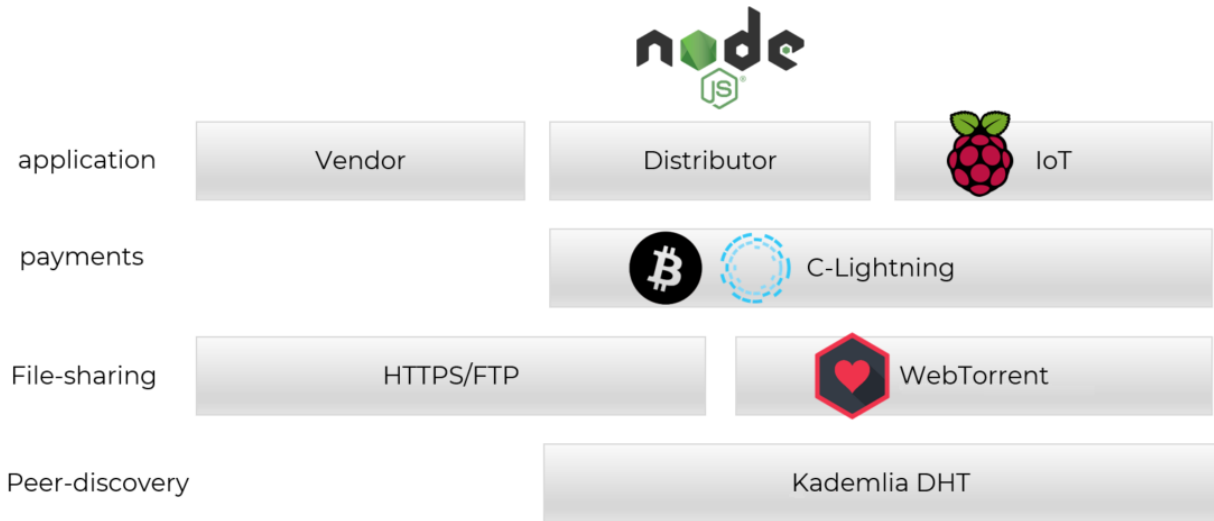 node
JS
application
Vendor
Distributor
IoT
payments
C-Lightning
File-sharing
HTTPS/FTP
WebTorrent
Peer-discovery
Kademlia DHT